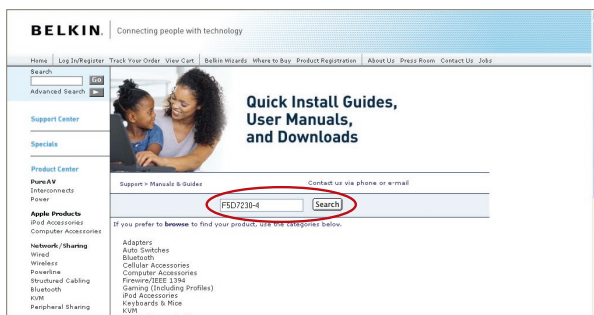 BELKIN. Connecting people with technology
Home Log In/Register Track Your Order View Cart Belkin Wizards Where to Buy Product Registration About Us Press Room Contact Us Jobs
Search
Go
Advanced Search
Support Center
Specials
Product Center
PureAV
Interconnects
Power
Apple Products
iPod Accessories
Computer Accessories
Network/Sharing
Wired
Wireless
Powerline
Structured Cabling
Bluetooth
KVM
Peripheral Sharing
Quick Install Guides,
User Manuals,
and Downloads
Support > Manuals & Guides
Contact us via phone or e-mail
F5D7230-4 Search
If you prefer to browse to find your product, use the categories below.
Adapters
Auto Switches
Bluetooth
Cellular Accessories
Computer Accessories
Firewire/IEEE 1394
Gaming (Including Profiles)
iPod Accessories
Keyboards & Mice
KVM